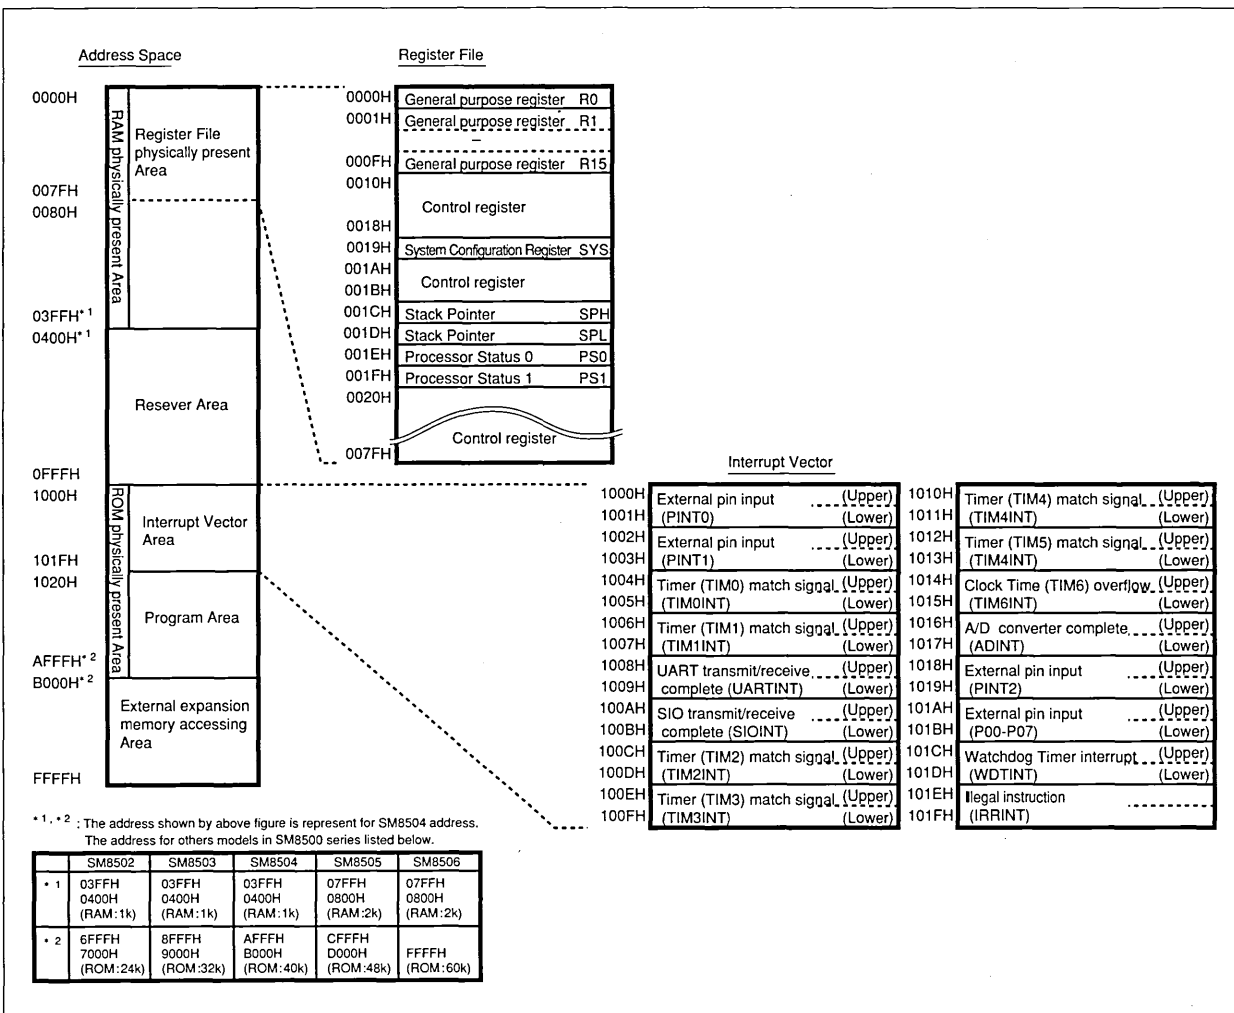 Address Space
0000H
RAM physically present Area
Register File
physically present
Area
007FH
0080H
03FFH*1
0400H*1
Resever Area
0FFFH
1000H
ROM physically present Area
Interrupt Vector
Area
101FH
1020H
Program Area
AFFFH*2
B000H*2
External expansion
memory accessing
Area
FFFFH
Register File
0000H General purpose register R0
0001H General purpose register R1
–
000FH General purpose register R15
0010H
Control register
0018H
0019H System Configuration Register SYS
001AH
Control register
001BH
001CH Stack Pointer SPH
001DH Stack Pointer SPL
001EH Processor Status 0 PS0
001FH Processor Status 1 PS1
0020H
Control register
007FH
Interrupt Vector
1000H External pin input (Upper)
1001H (PINT0) (Lower)
1002H External pin input (Upper)
1003H (PINT1) (Lower)
1004H Timer (TIM0) match signal (Upper)
1005H (TIM0INT) (Lower)
1006H Timer (TIM1) match signal (Upper)
1007H (TIM1INT) (Lower)
1008H UART transmit/receive (Upper)
1009H complete (UARTINT) (Lower)
100AH SIO transmit/receive (Upper)
100BH complete (SIOINT) (Lower)
100CH Timer (TIM2) match signal (Upper)
100DH (TIM2INT) (Lower)
100EH Timer (TIM3) match signal (Upper)
100FH (TIM3INT) (Lower)
1010H Timer (TIM4) match signal (Upper)
1011H (TIM4INT) (Lower)
1012H Timer (TIM5) match signal (Upper)
1013H (TIM4INT) (Lower)
1014H Clock Time (TIM6) overflow (Upper)
1015H (TIM6INT) (Lower)
1016H A/D converter complete (Upper)
1017H (ADINT) (Lower)
1018H External pin input (Upper)
1019H (PINT2) (Lower)
101AH External pin input (Upper)
101BH (P00-P07) (Lower)
101CH Watchdog Timer interrupt (Upper)
101DH (WDTINT) (Lower)
101EH Ilegal instruction
101FH (IRRINT)
*1, *2 : The address shown by above figure is represent for SM8504 address.
The address for others models in SM8500 series listed below.
SM8502 SM8503 SM8504 SM8505 SM8506
*1 03FFH 03FFH 03FFH 07FFH 07FFH
0400H 0400H 0400H 0800H 0800H
(RAM:1k) (RAM:1k) (RAM:1k) (RAM:2k) (RAM:2k)
*2 6FFFH 8FFFH AFFFH CFFFH
7000H 9000H B000H D000H FFFFH
(ROM:24k) (ROM:32k) (ROM:40k) (ROM:48k) (ROM:60k)